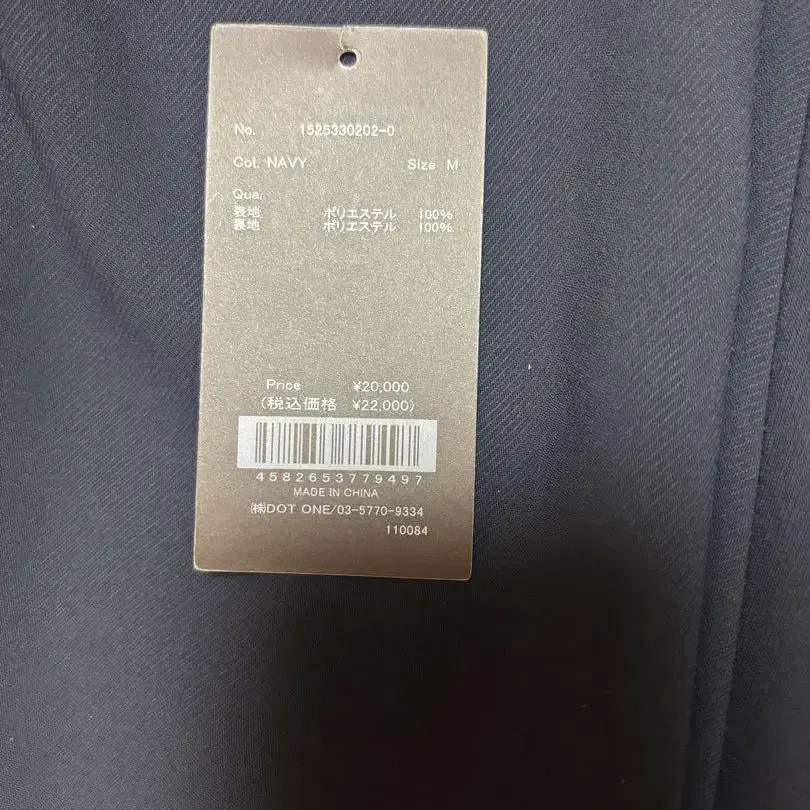 No. 1525330202-0
Col. NAVY Size M
Qua.
表地 ポリエステル 100%
裏地 ポリエステル 100%
Price ¥20,000
(税込価格 ¥22,000)
4582653779497
MADE IN CHINA
㈱DOT ONE/03-5770-9334
110084